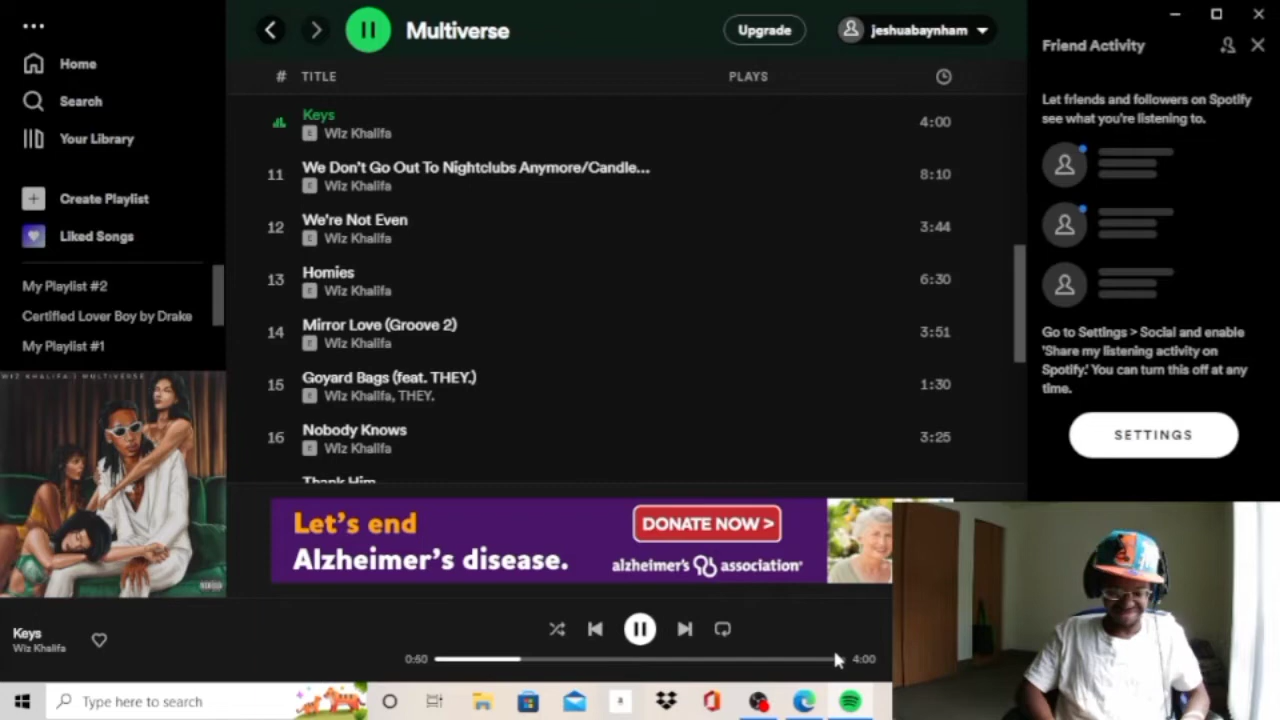 Home
Search
Your Library
Create Playlist
Liked Songs
My Playlist #2
Certified Lover Boy by Drake
My Playlist #1
WIZ KHALIFA | MULTIVERSE
Keys
Wiz Khalifa
Multiverse
Upgrade
jeshuabaynham
# TITLE PLAYS
Keys 4:00
E Wiz Khalifa
11 We Don't Go Out To Nightclubs Anymore/Candle... 8:10
E Wiz Khalifa
12 We're Not Even 3:44
E Wiz Khalifa
13 Homies 6:30
E Wiz Khalifa
14 Mirror Love (Groove 2) 3:51
E Wiz Khalifa
15 Goyard Bags (feat. THEY.) 1:30
E Wiz Khalifa, THEY.
16 Nobody Knows 3:25
E Wiz Khalifa
Thank Him
Let's end
Alzheimer's disease.
DONATE NOW >
alzheimer's association®
0:50 4:00
Friend Activity
Let friends and followers on Spotify
see what you're listening to.
Go to Settings > Social and enable
'Share my listening activity on
Spotify.' You can turn this off at any
time.
SETTINGS
Type here to search